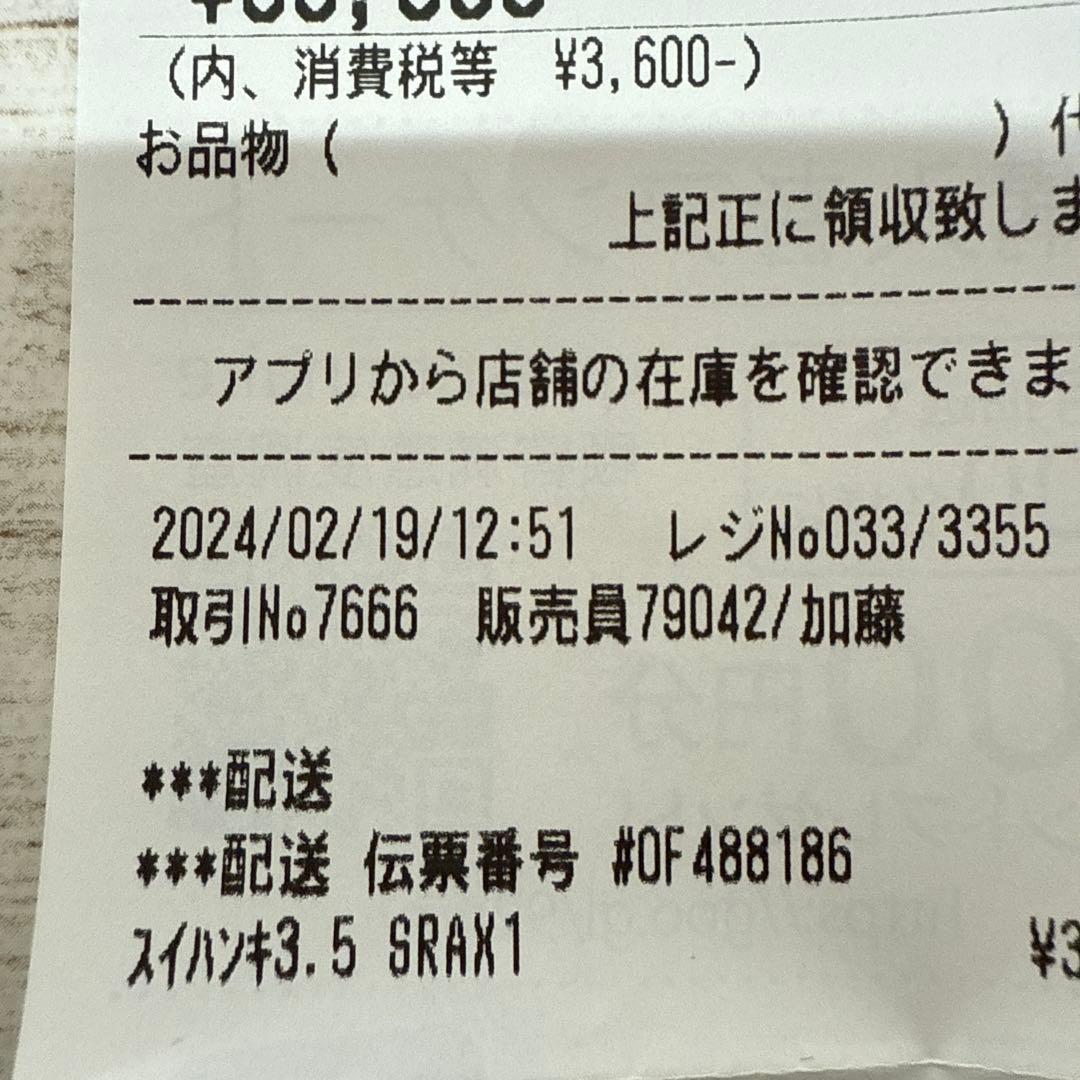 (内、消費税等 ¥3,600-)
お品物 ( )
上記正に領収致しま
アプリから店舗の在庫を確認できま
2024/02/19/12:51 レジNo033/3355
取引No7666 販売員79042/加藤
***配送
***配送 伝票番号 #OF488186
スイハンキ3.5 SRAX1 ¥3